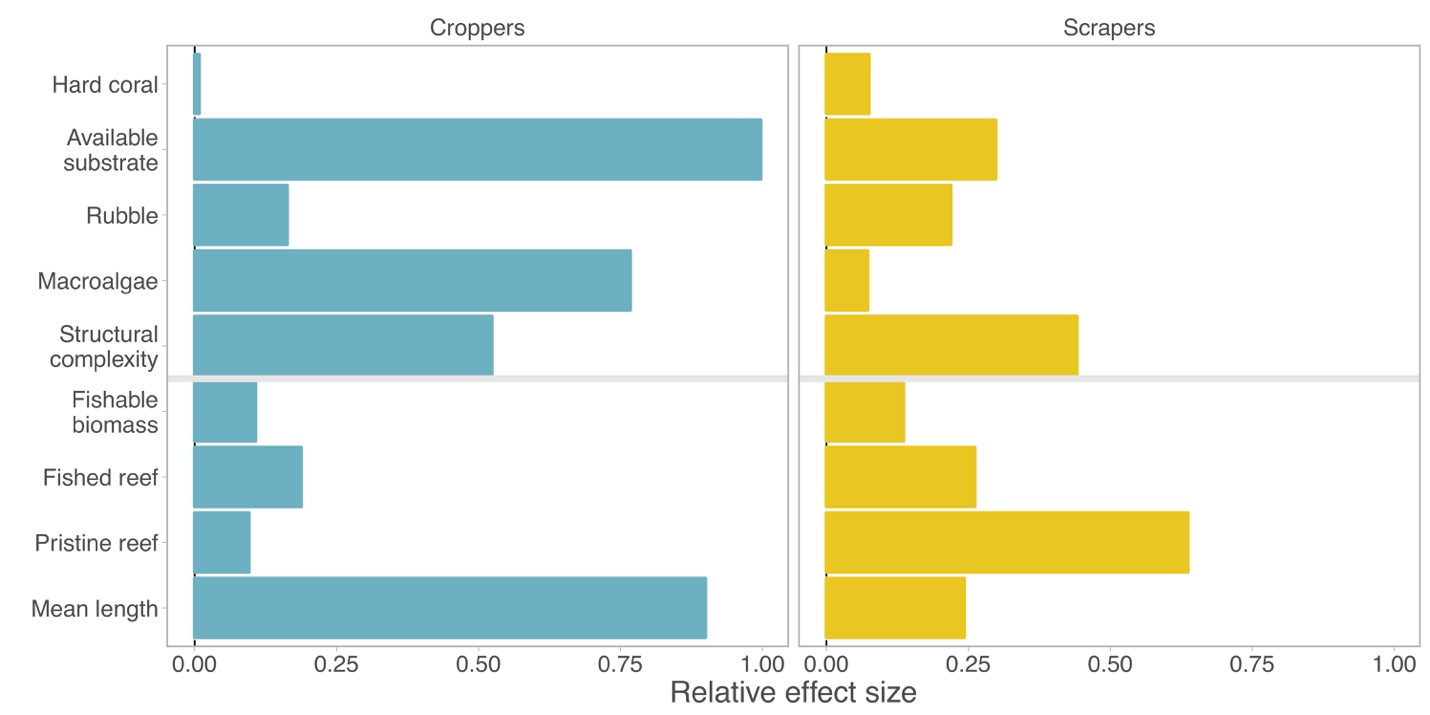 Croppers
Scrapers
Hard coral
Available
substrate
Rubble
Macroalgae
Structural
complexity
Fishable
biomass
Fished reef
Pristine reef
Mean length
0.00 0.25 0.50 0.75 1.00
0.00 0.25 0.50 0.75 1.00
Relative effect size